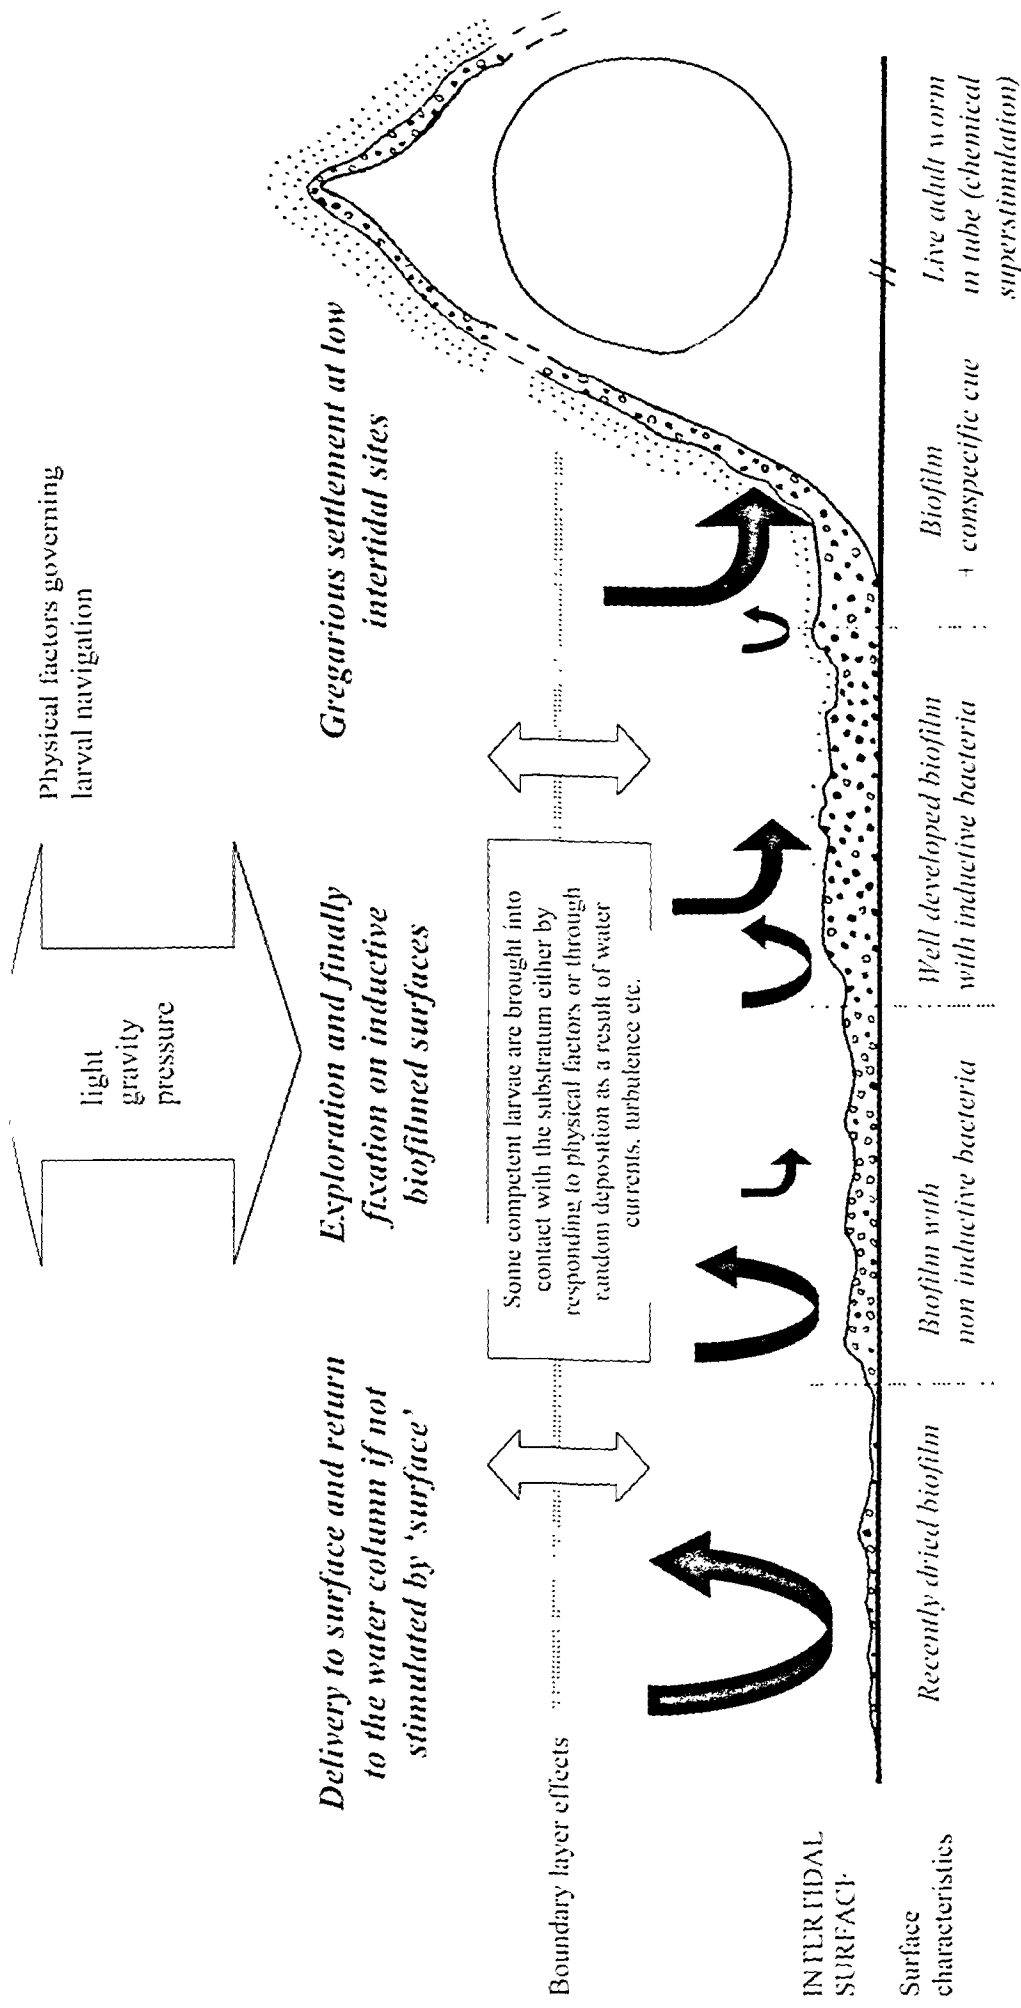 Physical factors governing
larval navigation
light
gravity
pressure
Delivery to surface and return
to the water column if not
stimulated by 'surface'
Exploration and finally
fixation on inductive
biofilmed surfaces
Gregarious settlement at low
intertidal sites
Boundary layer effects
Some competent larvae are brought into
contact with the substratum either by
responding to physical factors or through
random deposition as a result of water
currents, turbulence etc.
INTERTIDAL
SURFACE
Surface
characteristics
Recently dried biofilm
Biofilm with
non inductive bacteria
Well developed biofilm
with inductive bacteria
Biofilm
+ conspecific cue
Live adult worm
in tube (chemical
superstimulation)